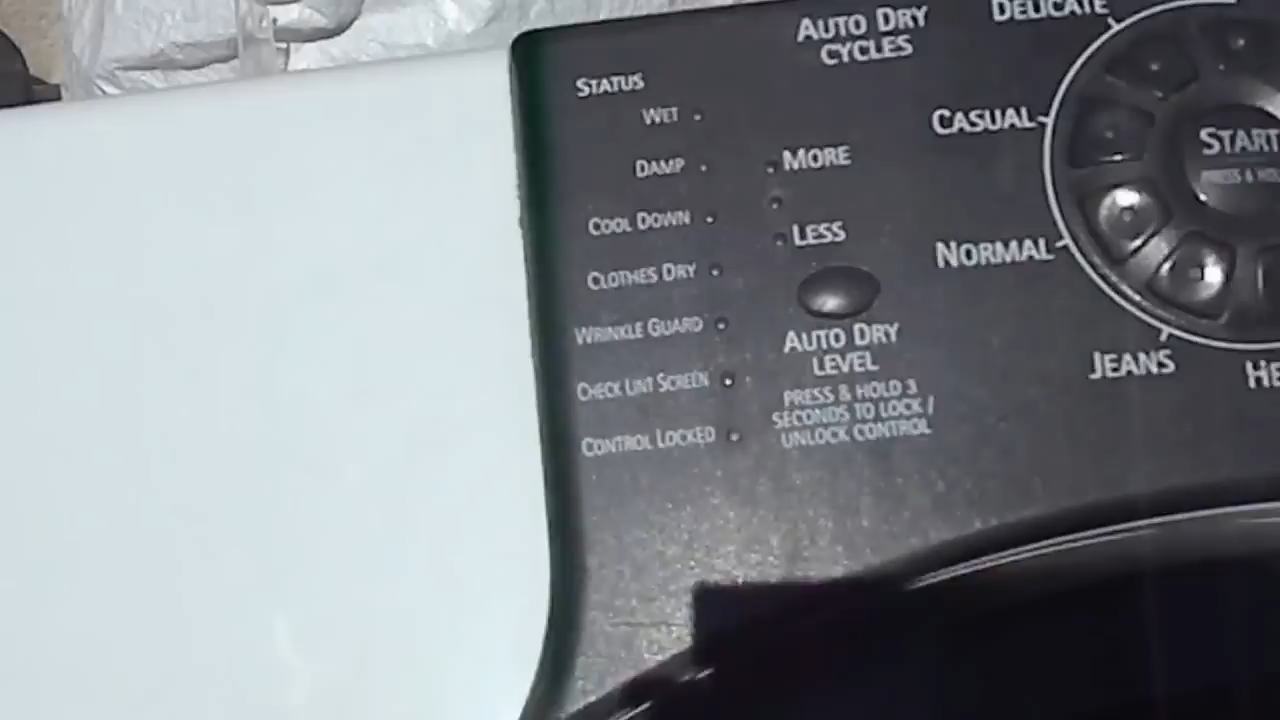 AUTO DRY
CYCLES
DELICATE
STATUS
WET
DAMP
COOL DOWN
CLOTHES DRY
WRINKLE GUARD
CHECK LINT SCREEN
CONTROL LOCKED
MORE
LESS
AUTO DRY
LEVEL
PRESS & HOLD 3
SECONDS TO LOCK /
UNLOCK CONTROL
CASUAL
NORMAL
JEANS
START
PRESS &